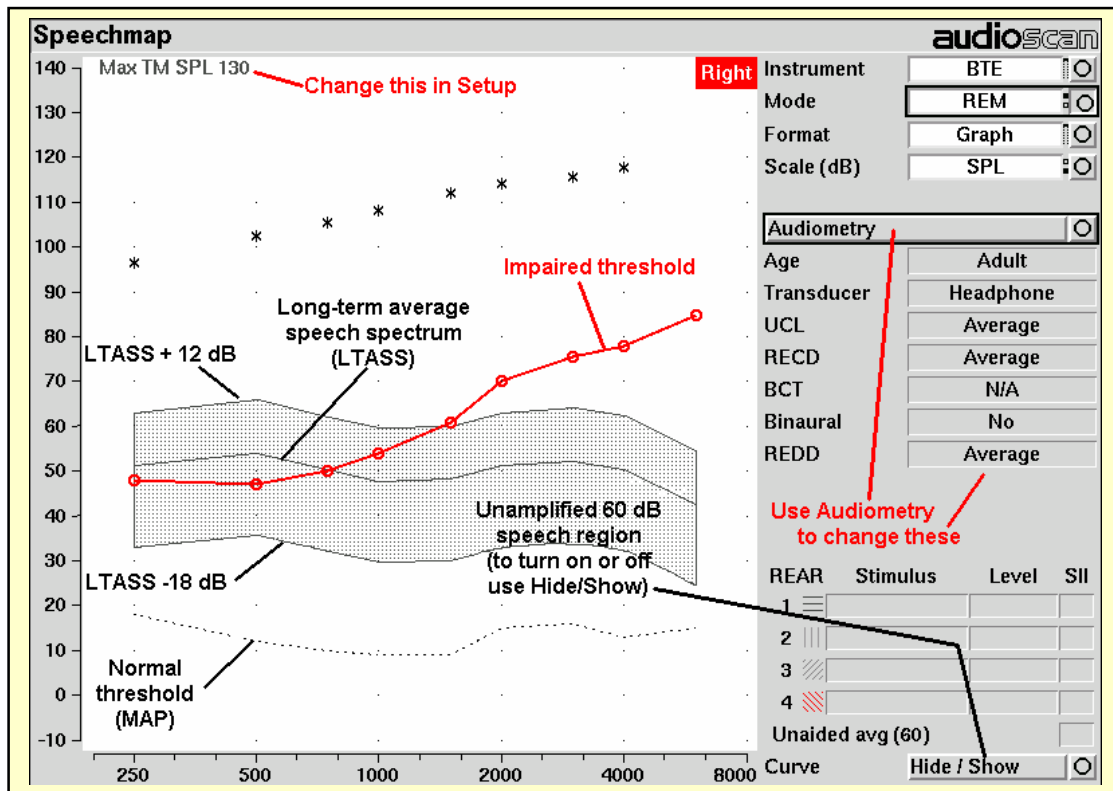 Speechmap
audioscan
Max TM SPL 130
Change this in Setup
Right
140
130
120
110
100
90
80
70
60
50
40
30
20
10
0
-10
250 500 1000 2000 4000 8000
Impaired threshold
Long-term average
speech spectrum
(LTASS)
LTASS + 12 dB
Unamplified 60 dB
speech region
(to turn on or off
use Hide/Show)
LTASS -18 dB
Normal
threshold
(MAP)
Instrument BTE
Mode REM
Format Graph
Scale (dB) SPL
Audiometry
Age Adult
Transducer Headphone
UCL Average
RECD Average
BCT N/A
Binaural No
REDD Average
Use Audiometry
to change these
REAR Stimulus Level SII
1
2
3
4
Unaided avg (60)
Curve Hide / Show